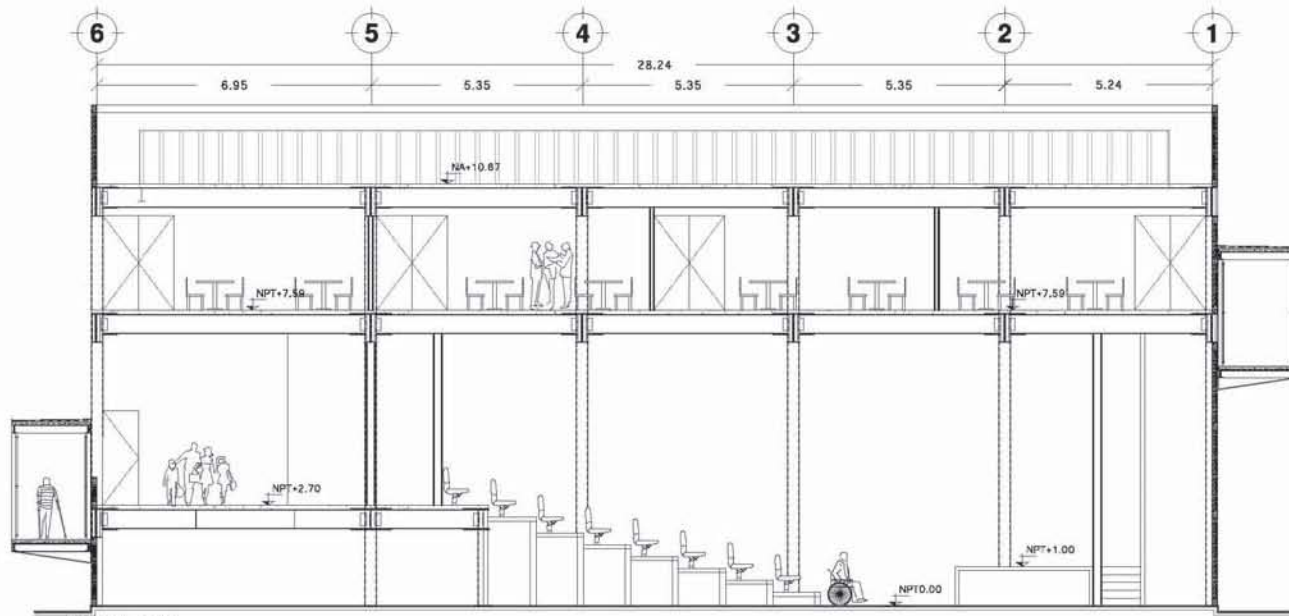 6 5 4 3 2 1
28.24
6.95 5.35 5.35 5.35 5.24
NA+10.67
NPT+7.59 NPT+7.59
NPT+2.70
NPT+1.00
NPT0.00